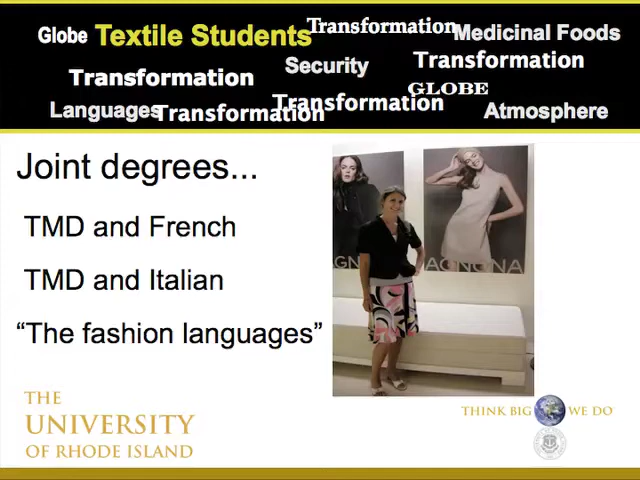 Globe
Textile Students
Transformation
Medicinal Foods
Transformation
Security
Transformation
GLOBE
Languages
Transformation
Transformation
Atmosphere
Joint degrees...
TMD and French
TMD and Italian
“The fashion languages”
AGNONA
THE
UNIVERSITY
OF RHODE ISLAND
THINK BIG WE DO